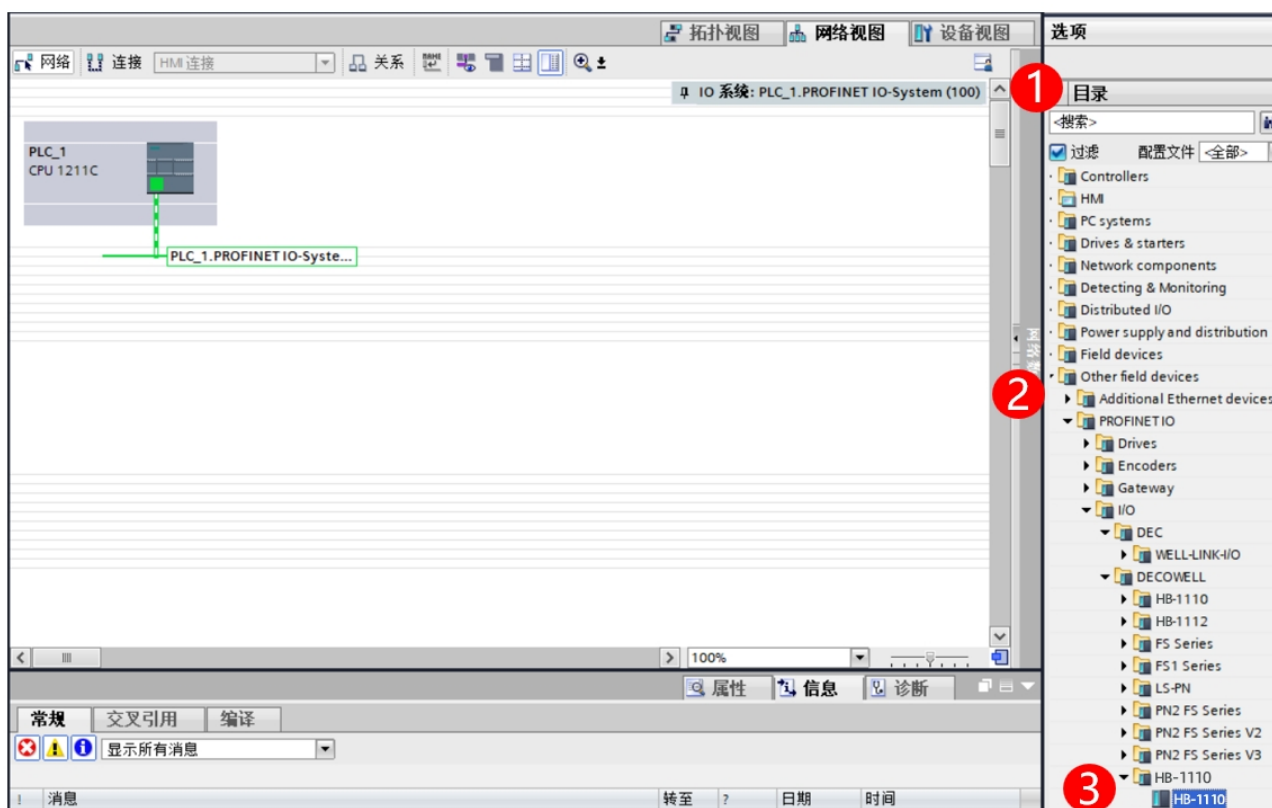 拓扑视图 网络视图 设备视图 选项
网络 连接 HMI 连接 关系
IO 系统: PLC_1.PROFINET IO-System (100)
1 目录
<搜索>
过滤 配置文件 <全部>
PLC_1
CPU 1211C
PLC_1.PROFINET IO-Syste...
Controllers
HMI
PC systems
Drives & starters
Network components
Detecting & Monitoring
Distributed I/O
Power supply and distribution
Field devices
2 Other field devices
Additional Ethernet devices
PROFINET IO
Drives
Encoders
Gateway
I/O
DEC
WELL-LINK-I/O
DECOWELL
HB-1110
HB-1112
FS Series
FS1 Series
LS-PN
PN2 FS Series
PN2 FS Series V2
PN2 FS Series V3
HB-1110
3 HB-1110
100%
属性 信息 诊断
常规 交叉引用 编译
显示所有消息
! 消息 转至 ? 日期 时间